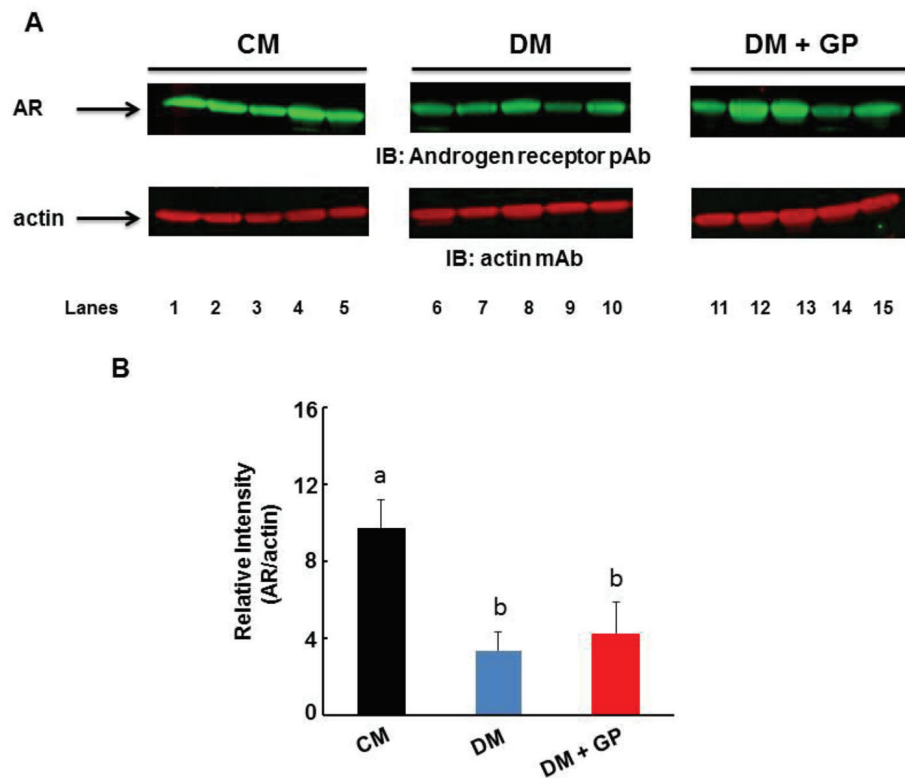 A
CM DM DM + GP
AR
IB: Androgen receptor pAb
actin
IB: actin mAb
Lanes 1 2 3 4 5 6 7 8 9 10 11 12 13 14 15
B
16
12
8
4
0
Relative Intensity
(AR/actin)
a
b
b
CM
DM
DM + GP